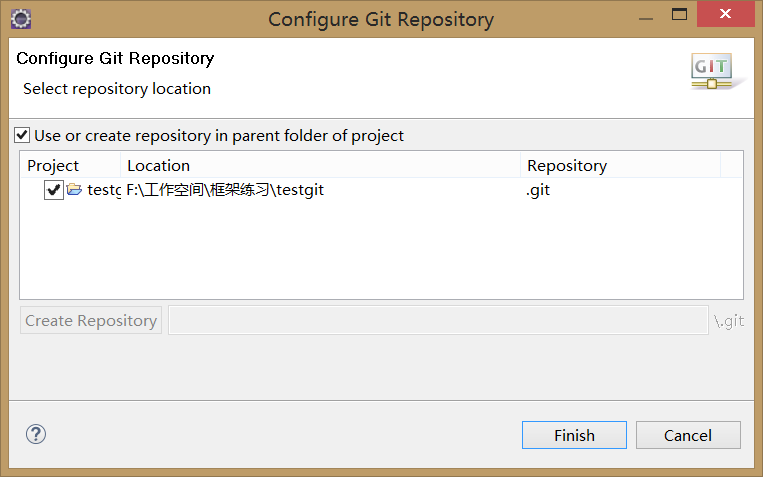 Configure Git Repository
Configure Git Repository
GIT
Select repository location
Use or create repository in parent folder of project
Project Location Repository
testg F:\工作空间\框架练习\testgit .git
Create Repository \.git
? Finish Cancel